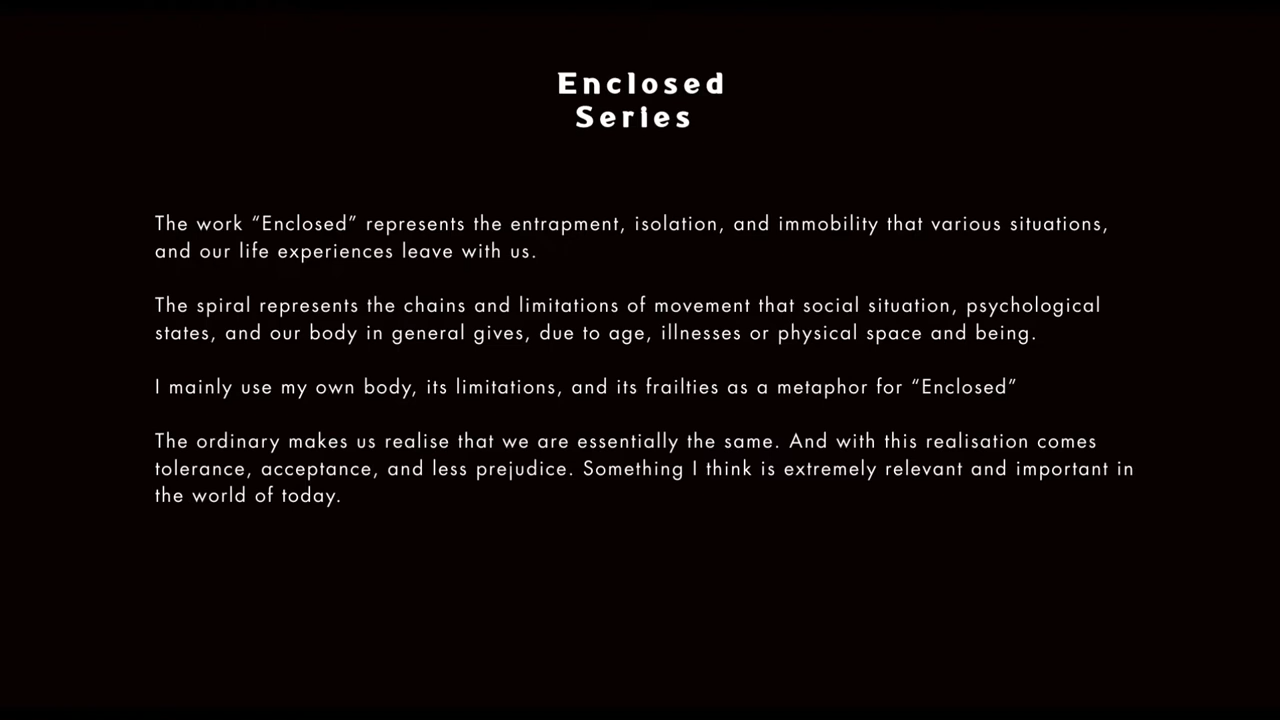 Enclosed
Series
The work “Enclosed” represents the entrapment, isolation, and immobility that various situations,
and our life experiences leave with us.
The spiral represents the chains and limitations of movement that social situation, psychological
states, and our body in general gives, due to age, illnesses or physical space and being.
I mainly use my own body, its limitations, and its frailties as a metaphor for “Enclosed”
The ordinary makes us realise that we are essentially the same. And with this realisation comes
tolerance, acceptance, and less prejudice. Something I think is extremely relevant and important in
the world of today.